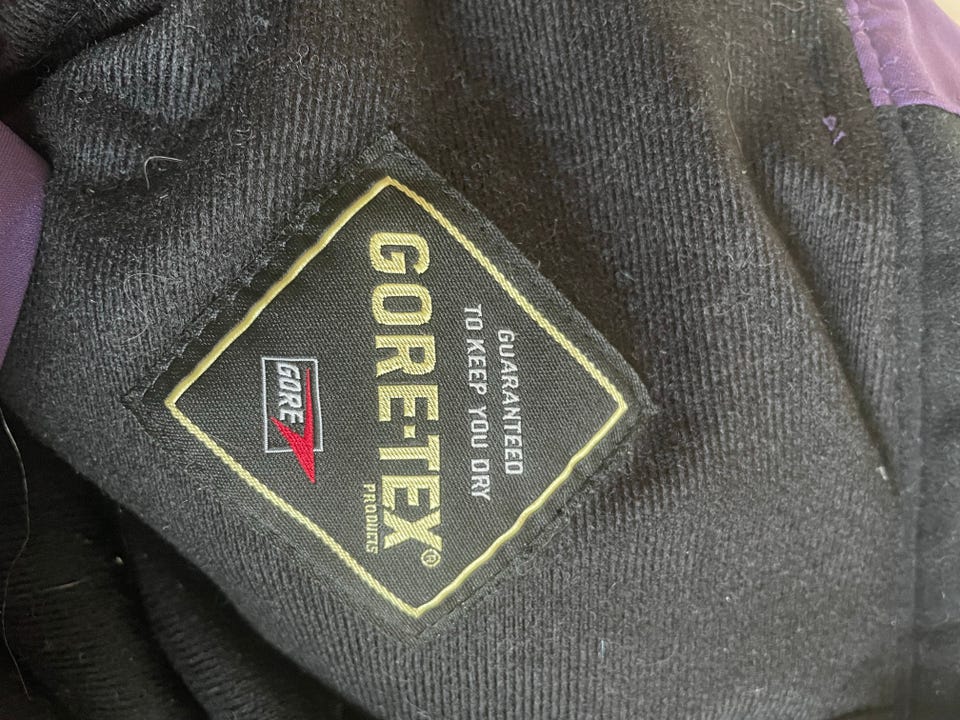 GUARANTEED
TO KEEP YOU DRY
GORE-TEX®
PRODUCTS
GORE